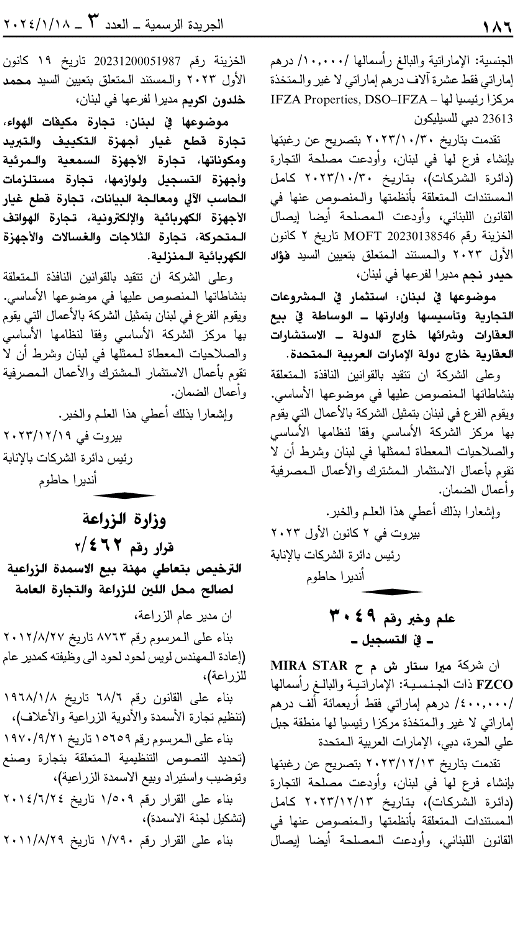 ١٨٦
الجريدة الرسمية – العدد ٣ – ٢٠٢٤/١/١٨
الجنسية: الإماراتية والبالغ رأسمالها /١٠,٠٠٠/ درهم
إماراتي فقط عشرة آلاف درهم إماراتي لا غير والمتخذة
مركزا رئيسيا لها – IFZA Properties, DSO–IFZA
23613 دبي للسيليكون
تقدمت بتاريخ ٢٠٢٣/١٠/٣٠ بتصريح عن رغبتها
بإنشاء فرع لها في لبنان، وأودعت مصلحة التجارة
(دائرة الشركات)، بتاريخ ٢٠٢٣/١٠/٣٠ كامل
المستندات المتعلقة بأنظمتها والمنصوص عنها في
القانون اللبناني، وأودعت المصلحة أيضا إيصال
الخزينة رقم MOFT 20230138546 تاريخ ٢ كانون
الأول ٢٠٢٣ والمستند المتعلق بتعيين السيد فؤاد
حيدر نجم مديرا لفرعها في لبنان،
موضوعها في لبنان: استثمار في المشروعات
التجارية وتأسيسها وإدارتها – الوساطة في بيع
العقارات وشرائها خارج الدولة – الاستشارات
العقارية خارج دولة الإمارات العربية المتحدة.
وعلى الشركة ان تتقيد بالقوانين النافذة المتعلقة
بنشاطاتها المنصوص عليها في موضوعها الأساسي.
ويقوم الفرع في لبنان بتمثيل الشركة بالأعمال التي يقوم
بها مركز الشركة الأساسي وفقا لنظامها الأساسي
والصلاحيات المعطاة لممثلها في لبنان وشرط أن لا
تقوم بأعمال الاستثمار المشترك والأعمال المصرفية
وأعمال الضمان.
وإشعارا بذلك أعطي هذا العلم والخبر.
بيروت في ٢ كانون الأول ٢٠٢٣
رئيس دائرة الشركات بالإنابة
أنديرا حاطوم
علم وخبر رقم ٣٠٤٩
– في التسجيل –
ان شركة ميرا ستار ش م ح MIRA STAR
FZCO ذات الجنسية: الإماراتية والبالغ رأسمالها
/٤٠٠,٠٠٠/ درهم إماراتي فقط أربعمائة ألف درهم
إماراتي لا غير والمتخذة مركزا رئيسيا لها منطقة جبل
علي الحرة، دبي، الإمارات العربية المتحدة
تقدمت بتاريخ ٢٠٢٣/١٢/١٣ بتصريح عن رغبتها
بإنشاء فرع لها في لبنان، وأودعت مصلحة التجارة
(دائرة الشركات)، بتاريخ ٢٠٢٣/١٢/١٣ كامل
المستندات المتعلقة بأنظمتها والمنصوص عنها في
القانون اللبناني، وأودعت المصلحة أيضا إيصال
الخزينة رقم 20231200051987 تاريخ ١٩ كانون
الأول ٢٠٢٣ والمستند المتعلق بتعيين السيد محمد
خلدون اكريم مديرا لفرعها في لبنان،
موضوعها في لبنان: تجارة مكيفات الهواء،
تجارة قطع غيار أجهزة التكييف والتبريد
ومكوناتها، تجارة الأجهزة السمعية والمرئية
وأجهزة التسجيل ولوازمها، تجارة مستلزمات
الحاسب الآلي ومعالجة البيانات، تجارة قطع غيار
الأجهزة الكهربائية والإلكترونية، تجارة الهواتف
المتحركة، تجارة الثلاجات والغسالات والأجهزة
الكهربائية المنزلية.
وعلى الشركة ان تتقيد بالقوانين النافذة المتعلقة
بنشاطاتها المنصوص عليها في موضوعها الأساسي.
ويقوم الفرع في لبنان بتمثيل الشركة بالأعمال التي يقوم
بها مركز الشركة الأساسي وفقا لنظامها الأساسي
والصلاحيات المعطاة لممثلها في لبنان وشرط أن لا
تقوم بأعمال الاستثمار المشترك والأعمال المصرفية
وأعمال الضمان.
وإشعارا بذلك أعطي هذا العلم والخبر.
بيروت في ٢٠٢٣/١٢/١٩
رئيس دائرة الشركات بالإنابة
أنديرا حاطوم
وزارة الزراعة
قرار رقم ٢/٤٦٢
الترخيص بتعاطي مهنة بيع الاسمدة الزراعية
لصالح محل اللين للزراعة والتجارة العامة
ان مدير عام الزراعة،
بناء على المرسوم رقم ٨٧٦٣ تاريخ ٢٠١٢/٨/٢٧
(إعادة المهندس لويس لحود لحود الى وظيفته كمدير عام
للزراعة)،
بناء على القانون رقم ٦٨/٦ تاريخ ١٩٦٨/١/٨
(تنظيم تجارة الأسمدة والأدوية الزراعية والأعلاف)،
بناء على المرسوم رقم ١٥٦٥٩ تاريخ ١٩٧٠/٩/٢١
(تحديد النصوص التنظيمية المتعلقة بتجارة وصنع
وتوضيب واستيراد وبيع الاسمدة الزراعية)،
بناء على القرار رقم ١/٥٠٩ تاريخ ٢٠١٤/٦/٢٤
(تشكيل لجنة الاسمدة)،
بناء على القرار رقم ١/٧٩٠ تاريخ ٢٠١١/٨/٢٩